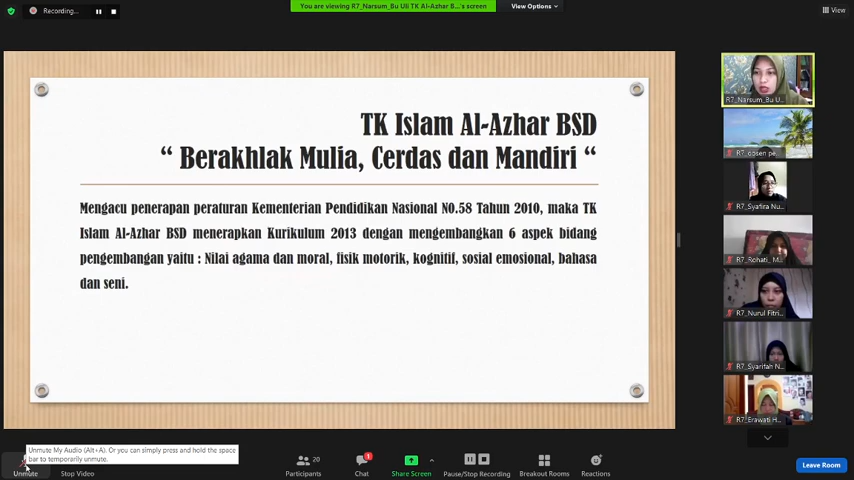 Recording...
You are viewing R7_Narsum_Bu Uli TK Al-Azhar B...'s screen
View Options
View
TK Islam Al-Azhar BSD
“ Berakhlak Mulia, Cerdas dan Mandiri “
Mengacu penerapan peraturan Kementerian Pendidikan Nasional NO.58 Tahun 2010, maka TK
Islam Al-Azhar BSD menerapkan Kurikulum 2013 dengan mengembangkan 6 aspek bidang
pengembangan yaitu : Nilai agama dan moral, fisik motorik, kognitif, sosial emosional, bahasa
dan seni.
R7_Narsum_Bu U...
R7_obsen pe...
R7_Syafira Nu...
R7_Rohati_ M...
R7_Nurul Fitri...
R7_Syarifah N...
R7_Erawati H...
Unmute My Audio (Alt+A). Or you can simply press and hold the space
bar to temporarily unmute.
Unmute
Stop Video
Participants
20
Chat
1
Share Screen
Pause/Stop Recording
Breakout Rooms
Reactions
Leave Room